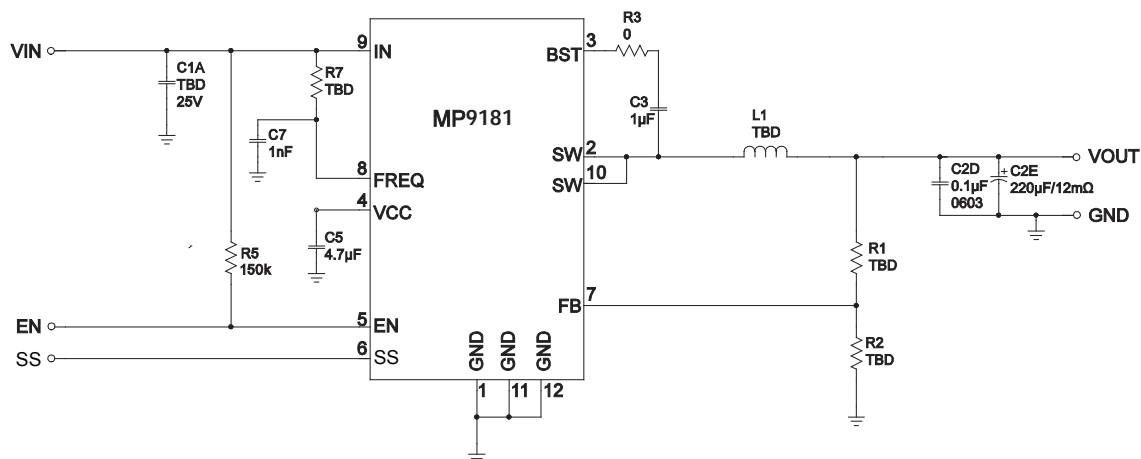 VIN
C1A
TBD
25V
R7
TBD
C7
1nF
R5
150k
C5
4.7µF
EN
SS
9
IN
8
FREQ
4
VCC
5
EN
6
SS
MP9181
3
BST
2
SW
10
SW
7
FB
GND
GND
GND
1
11
12
R3
0
C3
1µF
L1
TBD
C2D
0.1µF
0603
+
C2E
220µF/12mΩ
VOUT
GND
R1
TBD
R2
TBD